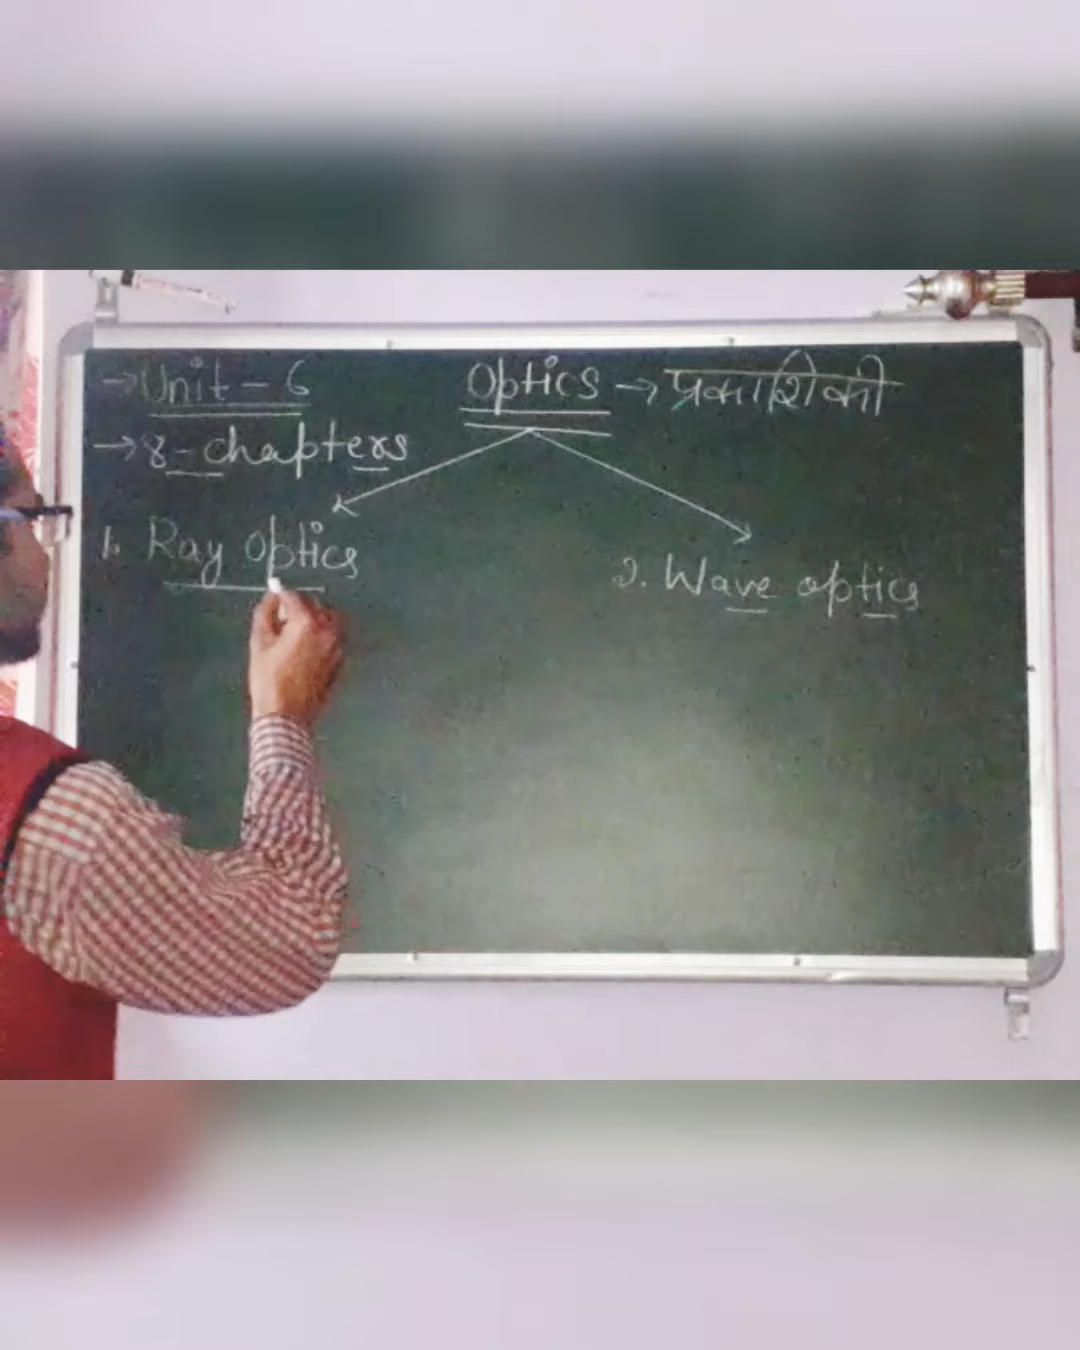 → Unit - 6
Optics → प्रकाशिकी
→ 8 - chapters
1. Ray Optics
2. Wave optics